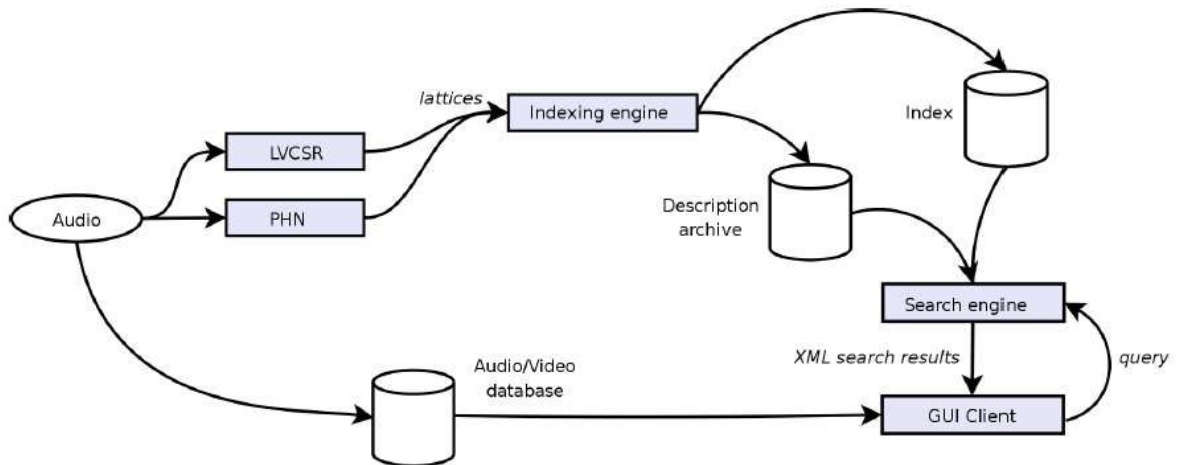 lattices
Indexing engine
Index
LVCSR
PHN
Audio
Description
archive
Search engine
XML search results
query
Audio/Video
database
GUI Client